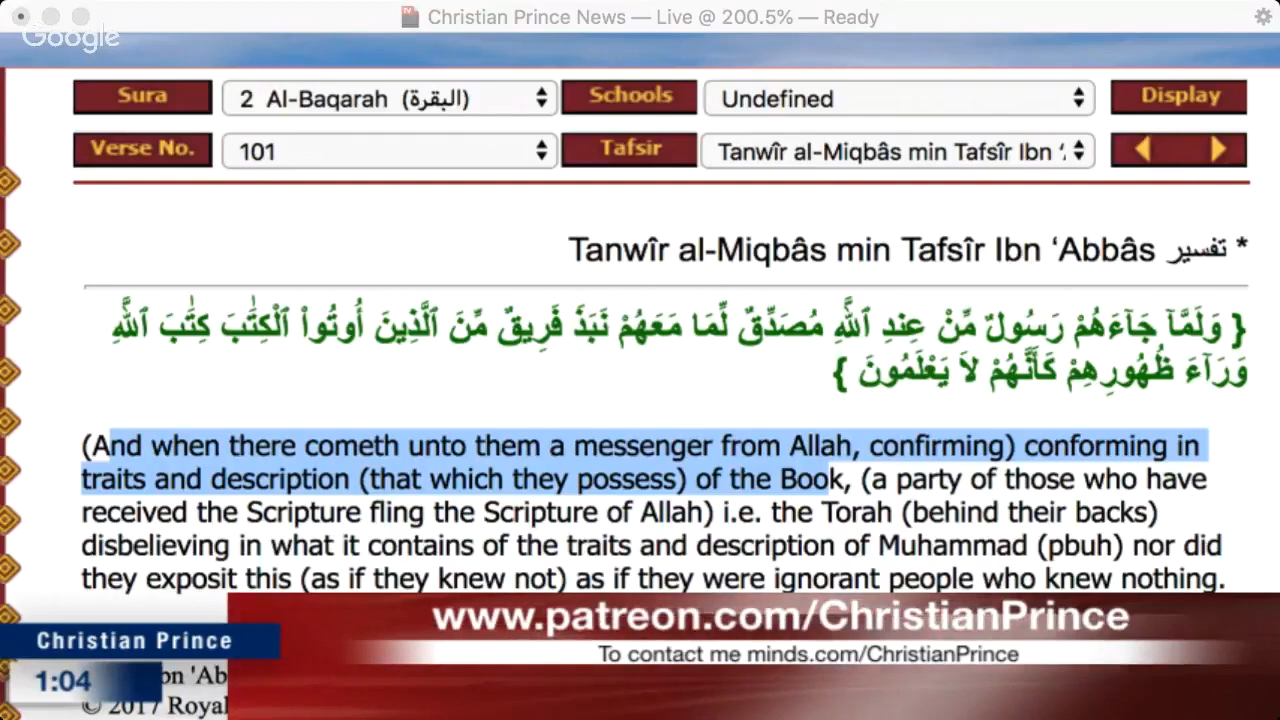 Christian Prince News — Live @ 200.5% — Ready
Google
Sura 2 Al-Baqarah (البقرة) Schools Undefined Display
Verse No. 101 Tafsir Tanwîr al-Miqbâs min Tafsîr Ibn ‘
* تفسير Tanwîr al-Miqbâs min Tafsîr Ibn ‘Abbâs
{ وَلَمَّآ جَآءَهُمْ رَسُولٌ مِّنْ عِندِ ٱللَّهِ مُصَدِّقٌ لِّمَا مَعَهُمْ نَبَذَ فَرِيقٌ مِّنَ ٱلَّذِينَ أُوتُواْ ٱلْكِتَٰبَ كِتَٰبَ ٱللَّهِ
وَرَآءَ ظُهُورِهِمْ كَأَنَّهُمْ لاَ يَعْلَمُونَ }
(And when there cometh unto them a messenger from Allah, confirming) conforming in
traits and description (that which they possess) of the Book, (a party of those who have
received the Scripture fling the Scripture of Allah) i.e. the Torah (behind their backs)
disbelieving in what it contains of the traits and description of Muhammad (pbuh) nor did
they exposit this (as if they knew not) as if they were ignorant people who knew nothing.
www.patreon.com/ChristianPrince
Christian Prince
To contact me minds.com/ChristianPrince
1:04
bn 'Ab
© 2017 Royal